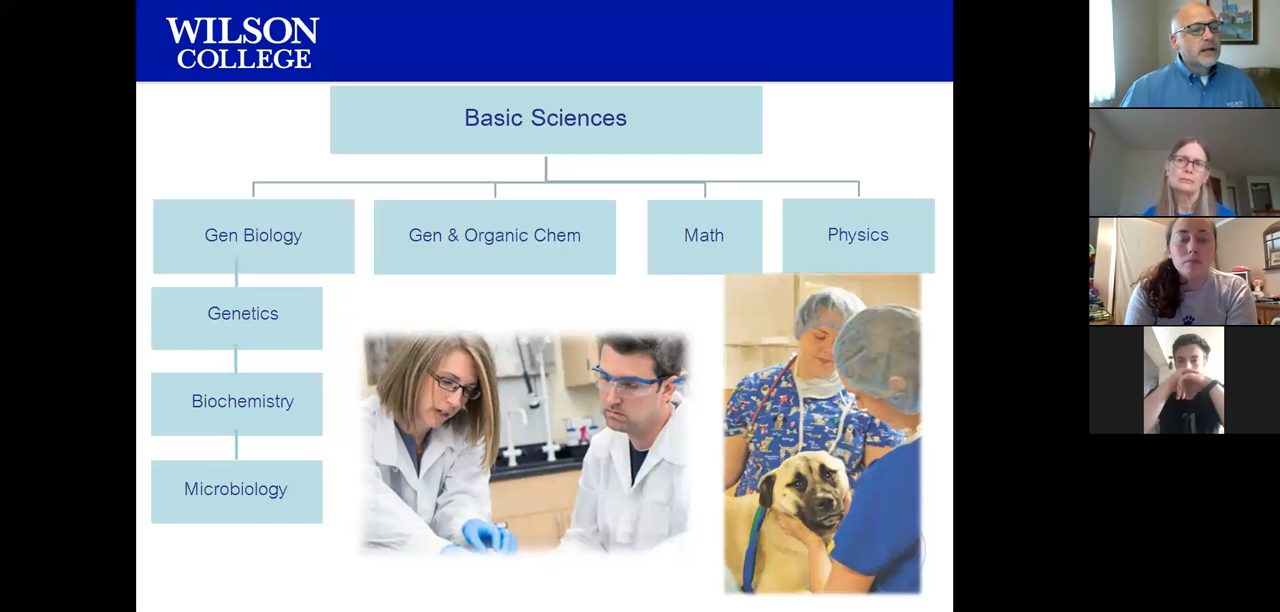 WILSON
COLLEGE
Basic Sciences
Gen Biology
Gen & Organic Chem
Math
Physics
Genetics
Biochemistry
Microbiology